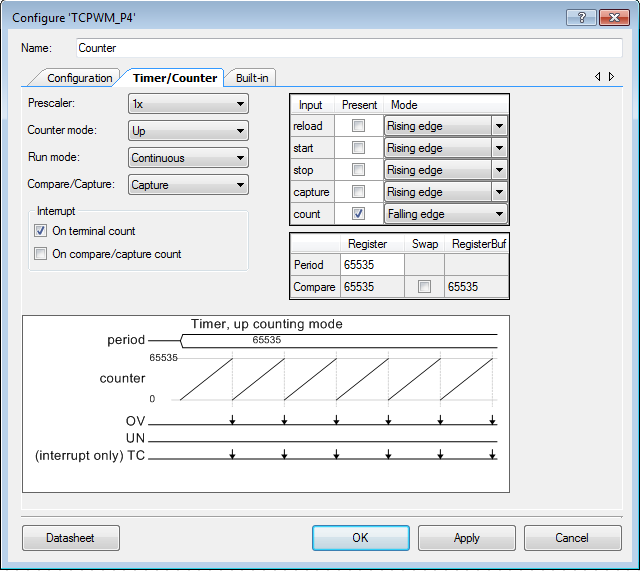 Configure 'TCPWM_P4'
Name: Counter
Configuration Timer/Counter Built-in
Prescaler: 1x
Counter mode: Up
Run mode: Continuous
Compare/Capture: Capture
Interrupt
On terminal count
On compare/capture count
Input Present Mode
reload Rising edge
start Rising edge
stop Rising edge
capture Rising edge
count Falling edge
Register Swap RegisterBuf
Period 65535
Compare 65535 65535
Timer, up counting mode
period 65535
65535
counter
0
OV
UN
(interrupt only) TC
Datasheet OK Apply Cancel